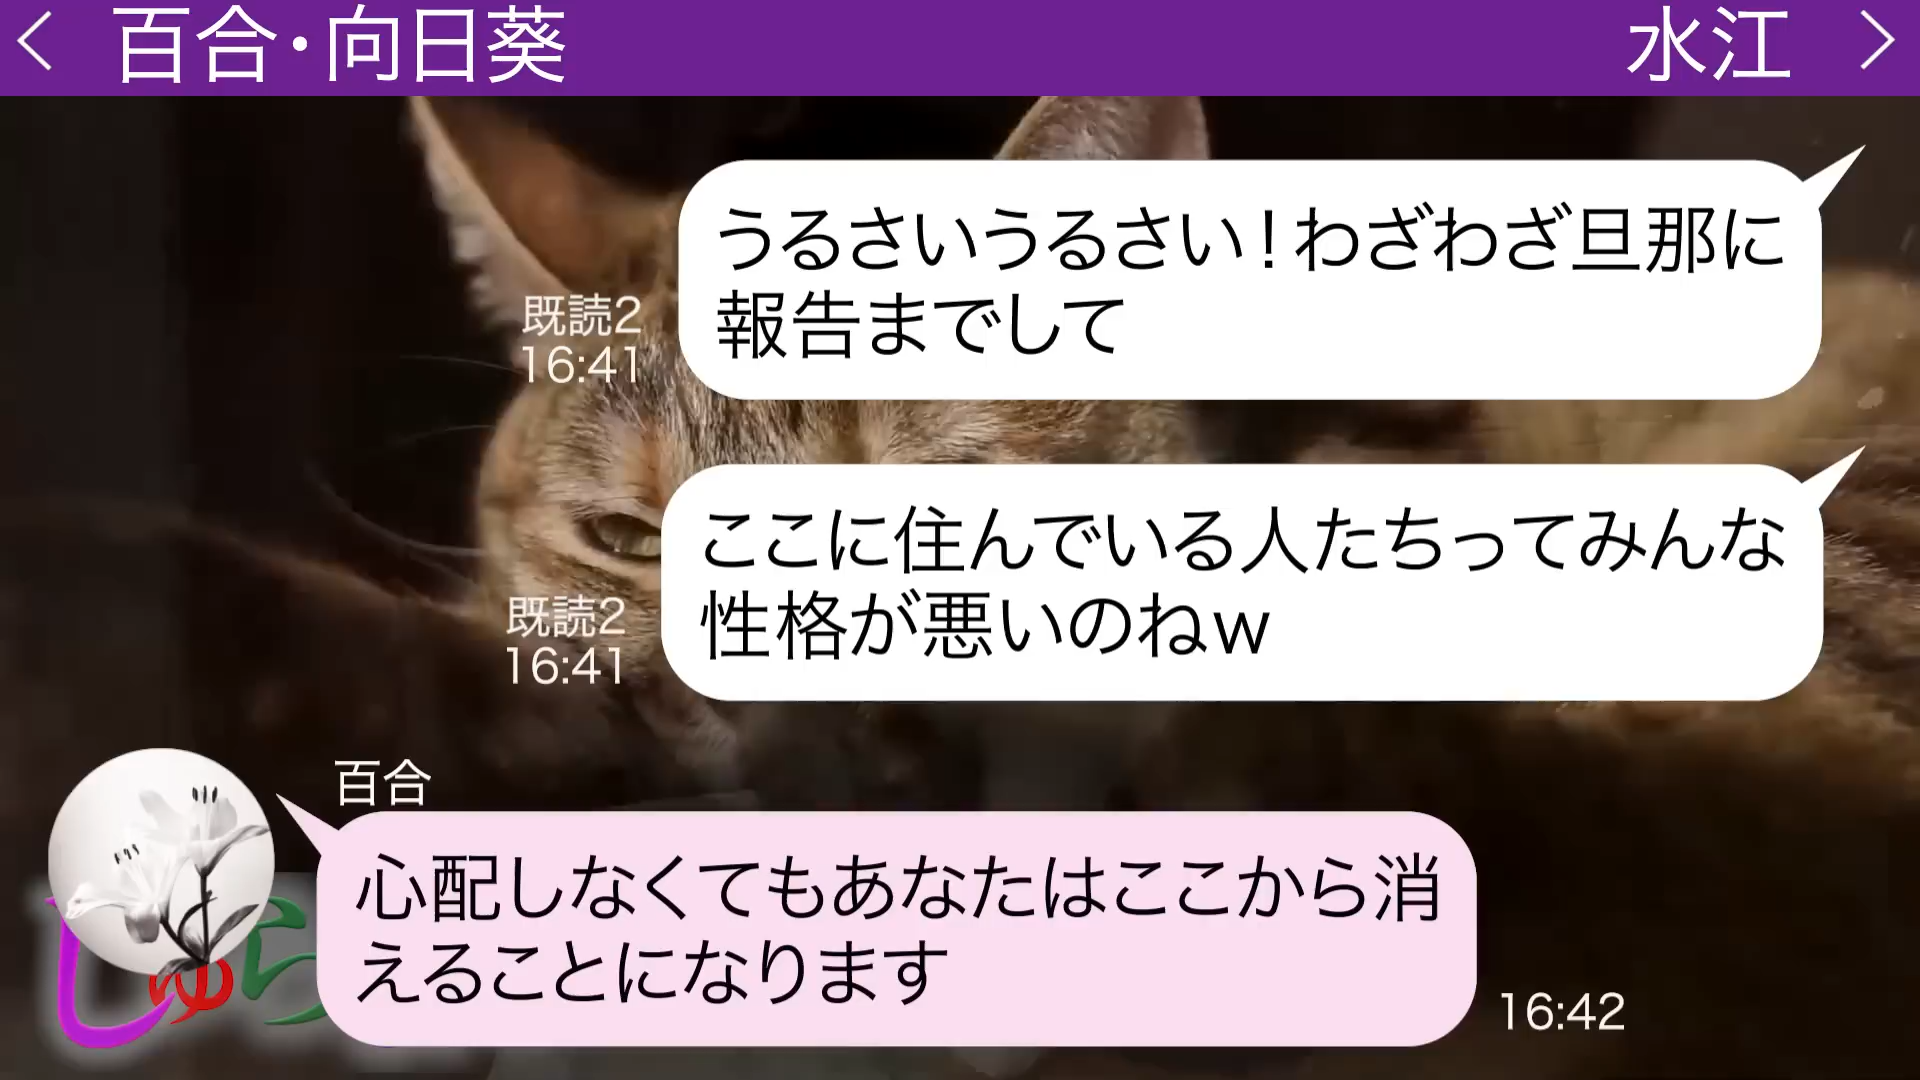 百合・向日葵
水江
うるさいうるさい！わざわざ旦那に
報告までして
既読2
16:41
ここに住んでいる人たちってみんな
性格が悪いのねw
既読2
16:41
百合
心配しなくてもあなたはここから消
えることになります
16:42
しゅら